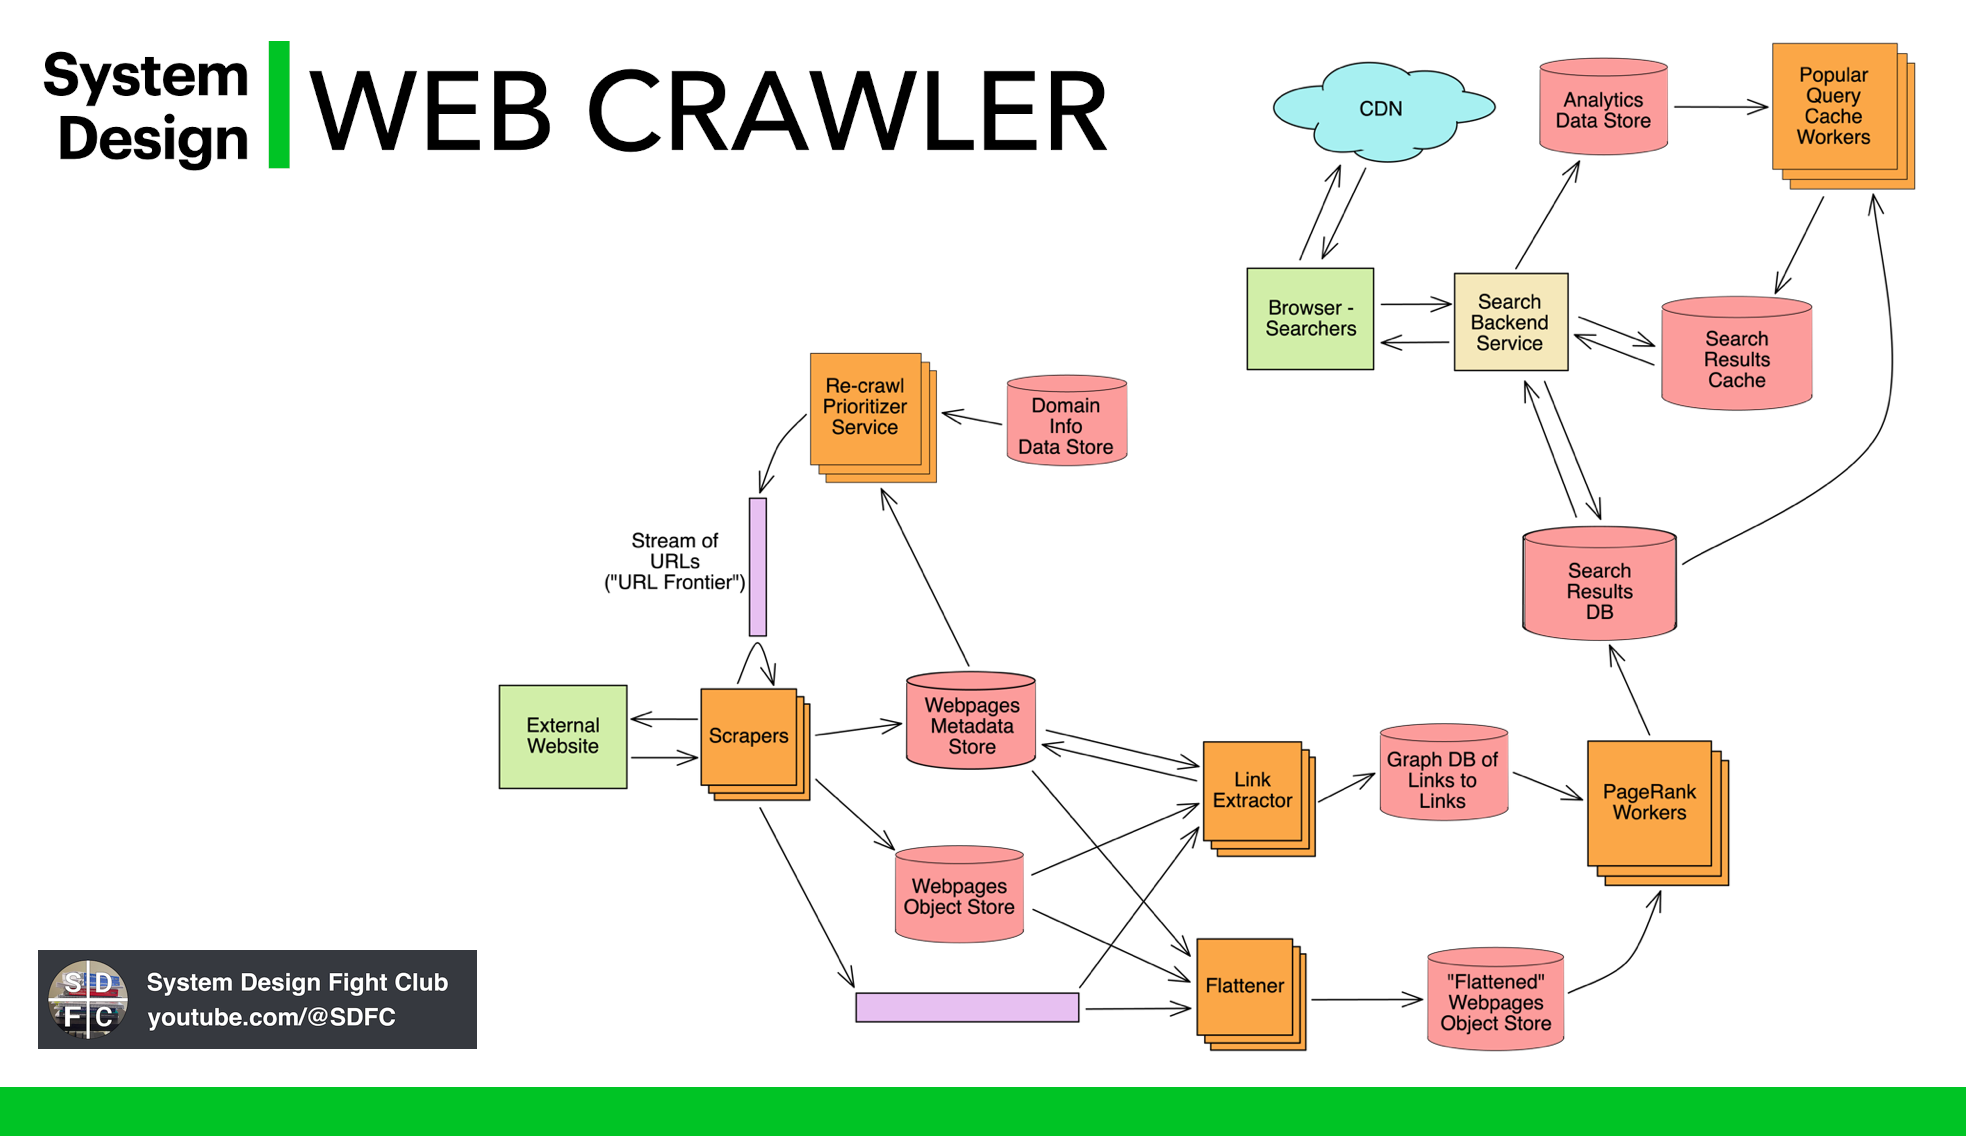 System
Design
WEB CRAWLER
CDN
Analytics
Data Store
Popular
Query
Cache
Workers
Browser -
Searchers
Search
Backend
Service
Search
Results
Cache
Re-crawl
Prioritizer
Service
Domain
Info
Data Store
Stream of
URLs
("URL Frontier")
Search
Results
DB
External
Website
Scrapers
Webpages
Metadata
Store
Link
Extractor
Graph DB of
Links to
Links
PageRank
Workers
Webpages
Object Store
Flattener
"Flattened"
Webpages
Object Store
S D
F C
System Design Fight Club
youtube.com/@SDFC